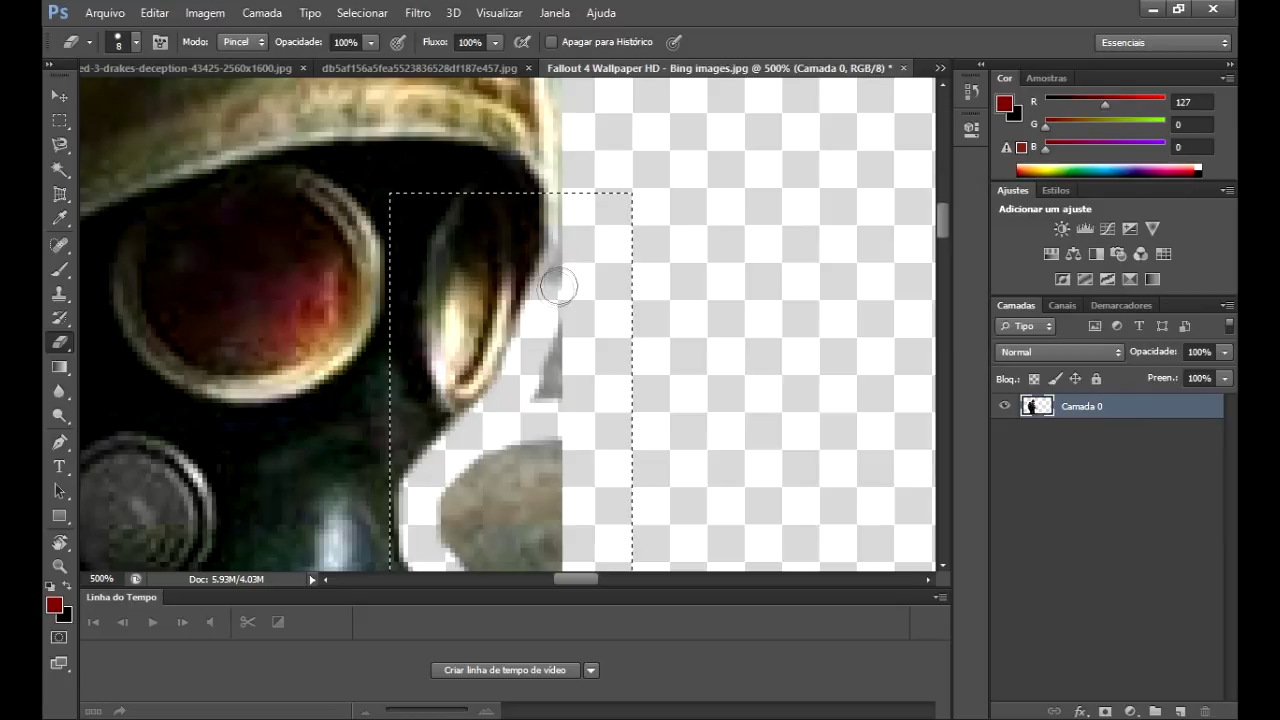 Ps Arquivo Editar Imagem Camada Tipo Selecionar Filtro 3D Visualizar Janela Ajuda
8 Modo: Pincel Opacidade: 100% Fluxo: 100% Apagar para Histórico Essenciais
ed-3-drakes-deception-43425-2560x1600.jpg × db5af156a5fea5523836528df187e457.jpg × Fallout 4 Wallpaper HD - Bing images.jpg @ 500% (Camada 0, RGB/8) * ×
Cor Amostras
R 127
G 0
B 0
Ajustes Estilos
Adicionar um ajuste
Camadas Canais Demarcadores
Tipo
Normal Opacidade: 100%
Bloq.: Preen.: 100%
Camada 0
500% Doc: 5.93M/4.03M
Linha do Tempo
Criar linha de tempo de vídeo